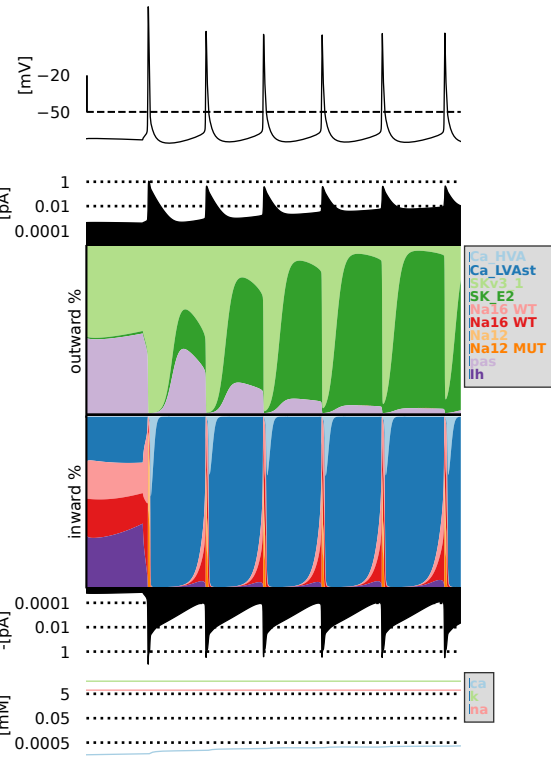 [mV]
−20
−50
[pA]
1
0.01
0.0001
outward %
Ca_HVA
Ca_LVAst
SKv3_1
SK_E2
Na16 WT
Na16 WT
Na12
Na12 MUT
pas
Ih
inward %
-[pA]
0.0001
0.01
1
[mM]
5
0.05
0.0005
ca
k
na